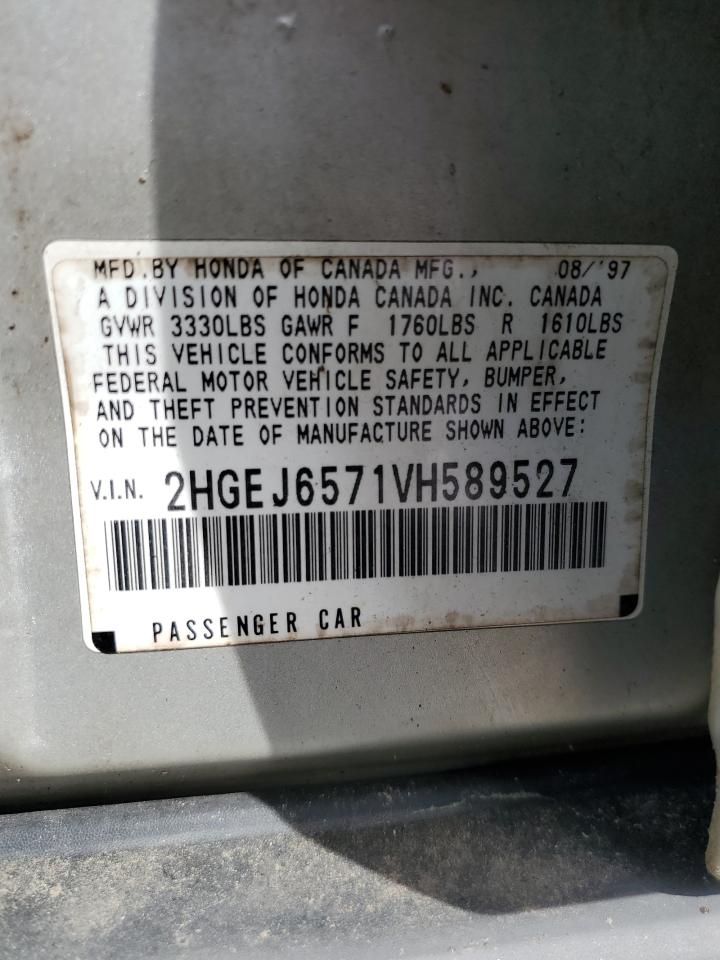 MFD.BY HONDA OF CANADA MFG., 08/'97
A DIVISION OF HONDA CANADA INC. CANADA
GVWR 3330LBS GAWR F 1760LBS R 1610LBS
THIS VEHICLE CONFORMS TO ALL APPLICABLE
FEDERAL MOTOR VEHICLE SAFETY, BUMPER,
AND THEFT PREVENTION STANDARDS IN EFFECT
ON THE DATE OF MANUFACTURE SHOWN ABOVE:
V.I.N. 2HGEJ6571VH589527
PASSENGER CAR